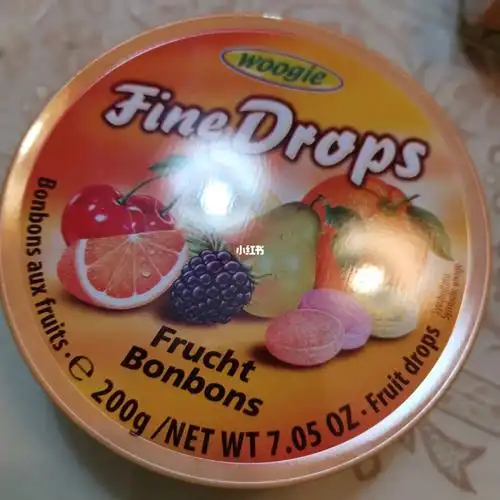 woogie
Fine Drops
小红书
Frucht
Bonbons
Bonbons aux fruits · ℮ 200g / NET WT 7.05 OZ · Fruit drops